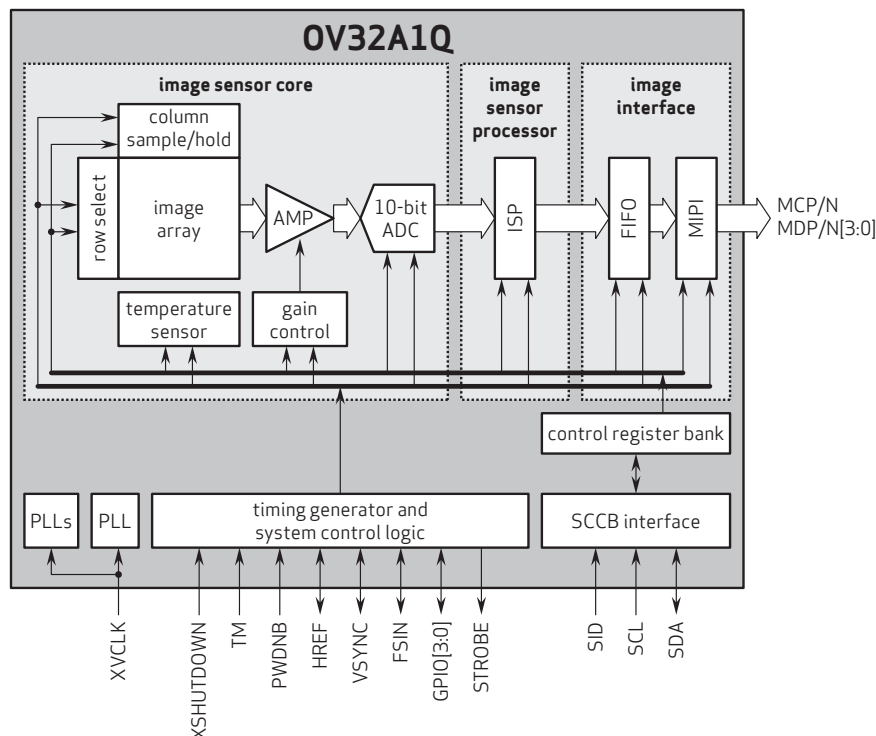 OV32A1Q
image sensor core
image
sensor
processor
image
interface
column
sample/hold
row select
image
array
AMP
10-bit
ADC
ISP
FIFO
MIPI
MCP/N
MDP/N[3:0]
temperature
sensor
gain
control
control register bank
PLLs
PLL
timing generator and
system control logic
SCCB interface
XVCLK
XSHUTDOWN
TM
PWDNB
HREF
VSYNC
FSIN
GPIO[3:0]
STROBE
SID
SCL
SDA